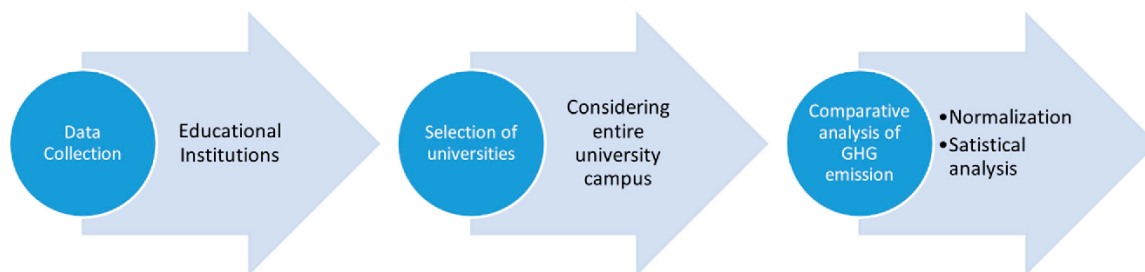 Data
Collection
Educational
Institutions
Selection of
universities
Considering
entire
university
campus
Comparative
analysis of
GHG
emission
•Normalization
•Satistical
analysis